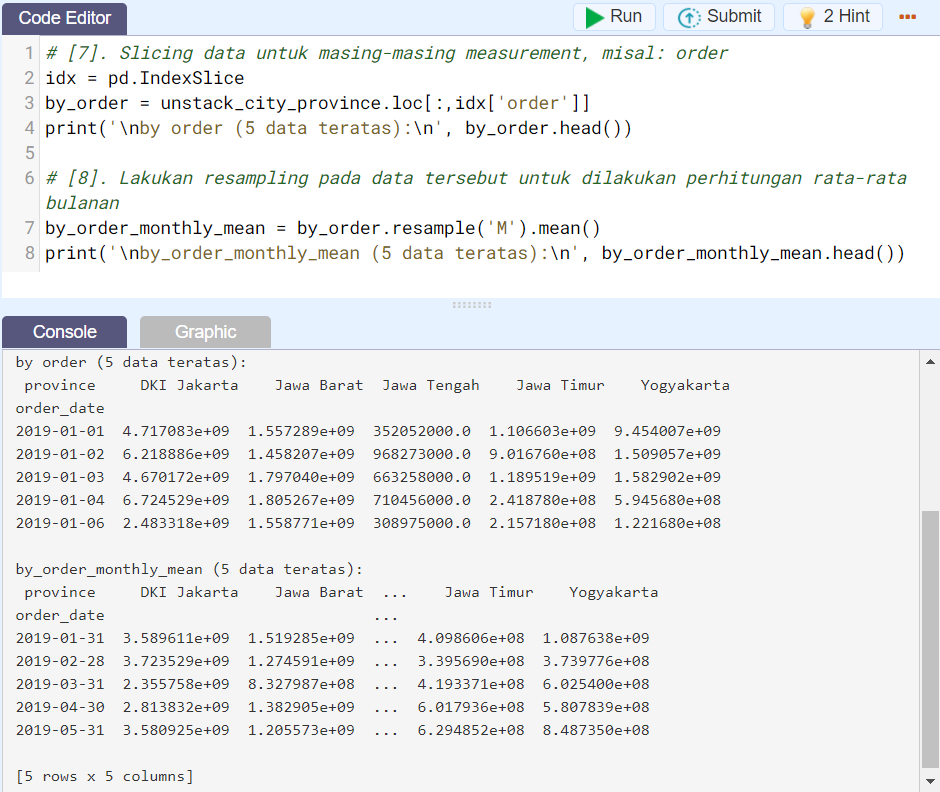 Code Editor
Run
Submit
2 Hint
1 # [7]. Slicing data untuk masing-masing measurement, misal: order
2 idx = pd.IndexSlice
3 by_order = unstack_city_province.loc[:,idx['order']]
4 print('\nby order (5 data teratas):\n', by_order.head())
5
6 # [8]. Lakukan resampling pada data tersebut untuk dilakukan perhitungan rata-rata
bulanan
7 by_order_monthly_mean = by_order.resample('M').mean()
8 print('\nby_order_monthly_mean (5 data teratas):\n', by_order_monthly_mean.head())
Console
Graphic
by order (5 data teratas):
province DKI Jakarta Jawa Barat Jawa Tengah Jawa Timur Yogyakarta
order_date
2019-01-01 4.717083e+09 1.557289e+09 352052000.0 1.106603e+09 9.454007e+09
2019-01-02 6.218886e+09 1.458207e+09 968273000.0 9.016760e+08 1.509057e+09
2019-01-03 4.670172e+09 1.797040e+09 663258000.0 1.189519e+09 1.582902e+09
2019-01-04 6.724529e+09 1.805267e+09 710456000.0 2.418780e+08 5.945680e+08
2019-01-06 2.483318e+09 1.558771e+09 308975000.0 2.157180e+08 1.221680e+08
by_order_monthly_mean (5 data teratas):
province DKI Jakarta Jawa Barat ... Jawa Timur Yogyakarta
order_date ...
2019-01-31 3.589611e+09 1.519285e+09 ... 4.098606e+08 1.087638e+09
2019-02-28 3.723529e+09 1.274591e+09 ... 3.395690e+08 3.739776e+08
2019-03-31 2.355758e+09 8.327987e+08 ... 4.193371e+08 6.025400e+08
2019-04-30 2.813832e+09 1.382905e+09 ... 6.017936e+08 5.807839e+08
2019-05-31 3.580925e+09 1.205573e+09 ... 6.294852e+08 8.487350e+08
[5 rows x 5 columns]